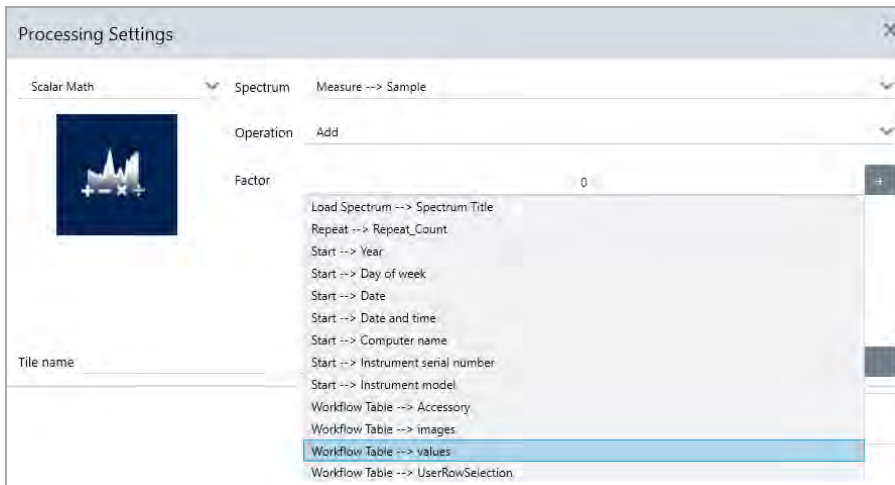 Processing Settings
Scalar Math
Spectrum Measure --> Sample
Operation Add
Factor 0 +
Load Spectrum --> Spectrum Title
Repeat --> Repeat_Count
Start --> Year
Start --> Day of week
Start --> Date
Start --> Date and time
Start --> Computer name
Start --> Instrument serial number
Start --> Instrument model
Workflow Table --> Accessory
Workflow Table --> images
Workflow Table --> values
Workflow Table --> UserRowSelection
Tile name